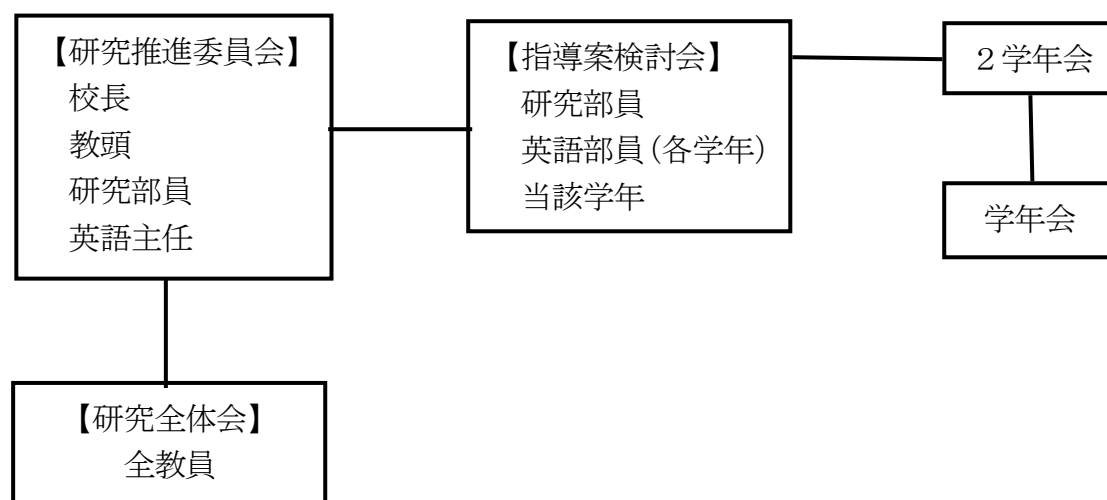 【研究推進委員会】
校長
教頭
研究部員
英語主任
【指導案検討会】
研究部員
英語部員(各学年)
当該学年
２学年会
学年会
【研究全体会】
全教員